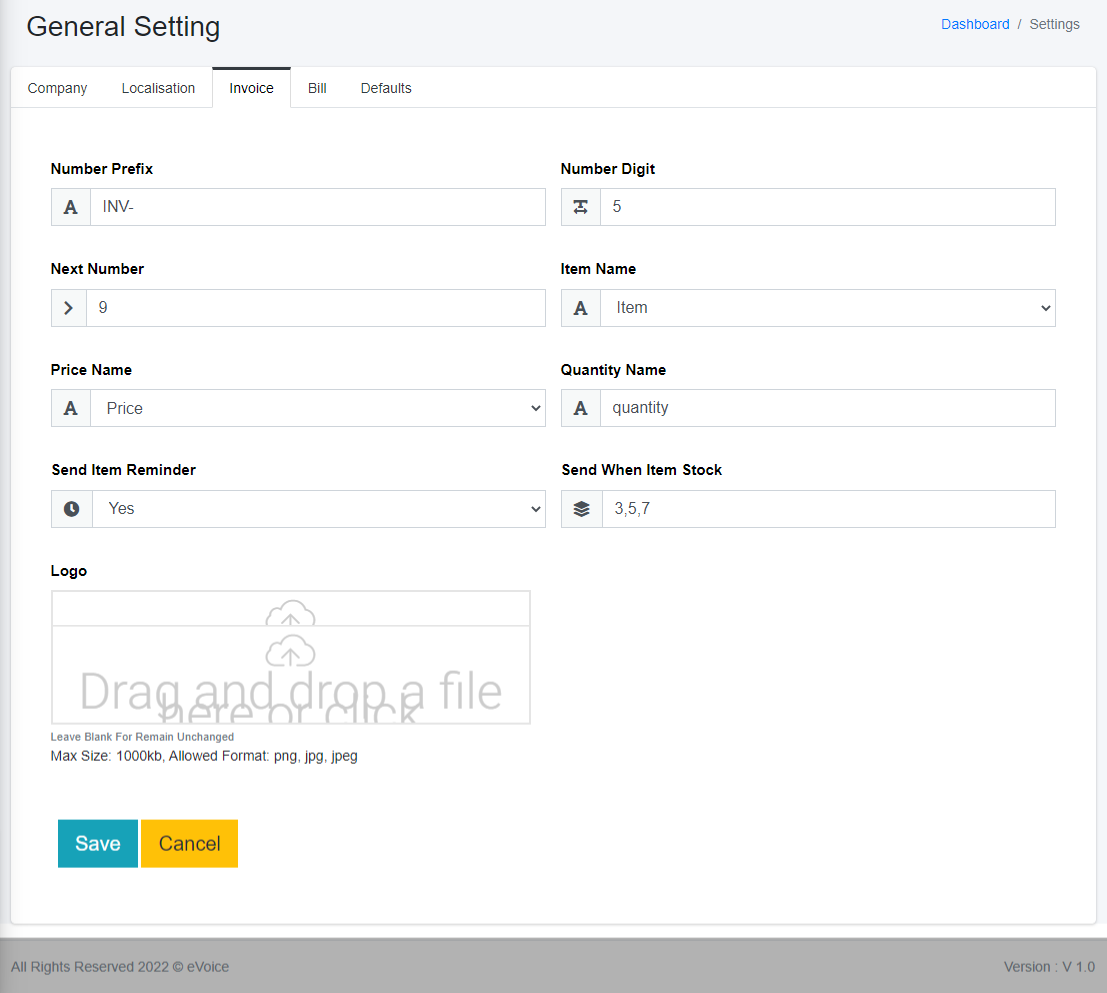 General Setting
Dashboard / Settings
Company Localisation Invoice Bill Defaults
Number Prefix
INV-
Number Digit
5
Next Number
9
Item Name
Item
Price Name
Price
Quantity Name
quantity
Send Item Reminder
Yes
Send When Item Stock
3,5,7
Logo
Drag and drop a file
here or click
Leave Blank For Remain Unchanged
Max Size: 1000kb, Allowed Format: png, jpg, jpeg
Save Cancel
All Rights Reserved 2022 © eVoice
Version : V 1.0